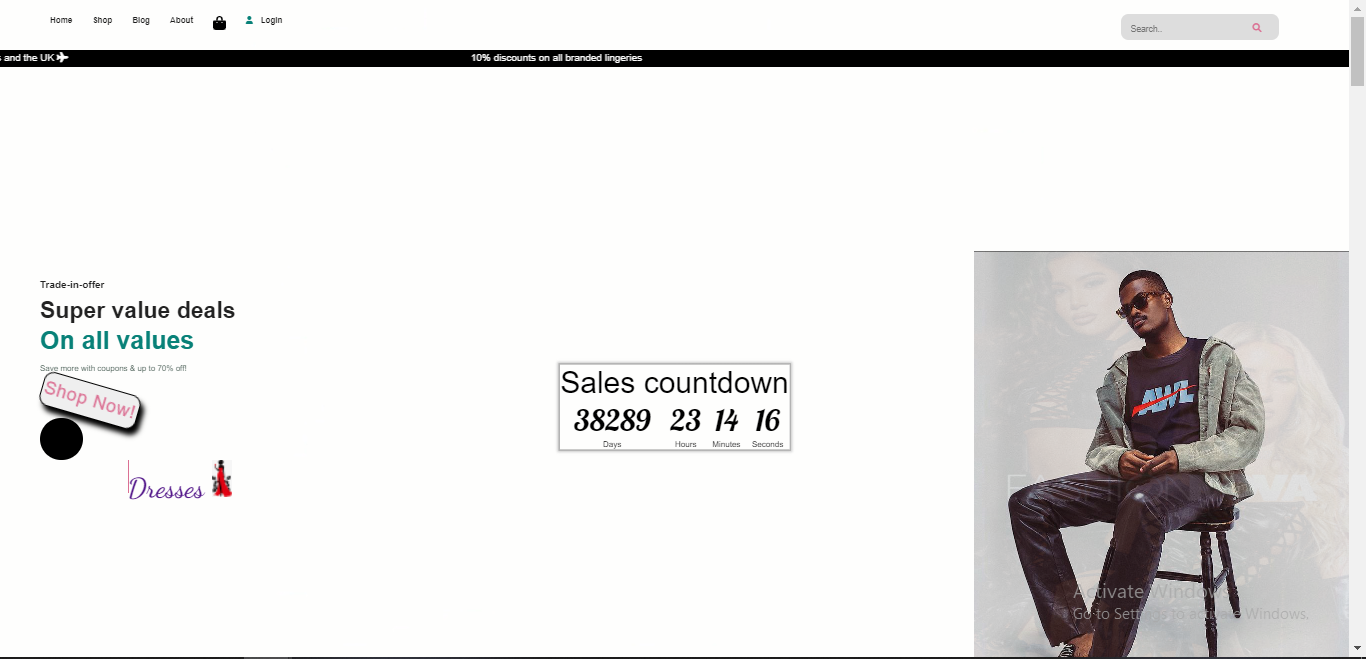 Home Shop Blog About Login
Search..
s and the UK
10% discounts on all branded lingeries
Trade-in-offer
Super value deals
On all values
Save more with coupons & up to 70% off!
Shop Now!
Dresses
Sales countdown
38289 23 14 16
Days Hours Minutes Seconds
AWL
Activate Windows
Go to Settings to activate Windows.